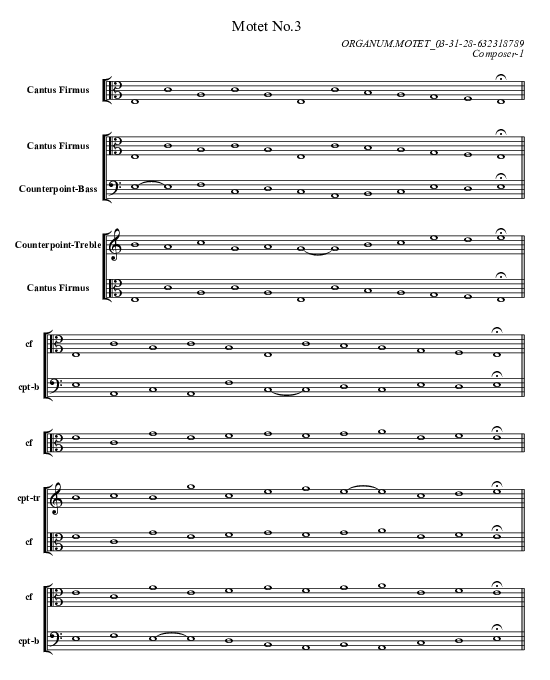 Motet No.3
ORGANUM.MOTET_03-31-28-632318789
Composer-1
Cantus Firmus
Cantus Firmus
Counterpoint-Bass
Counterpoint-Treble
Cantus Firmus
cf
cpt-b
cf
cpt-tr
cf
cf
cpt-b